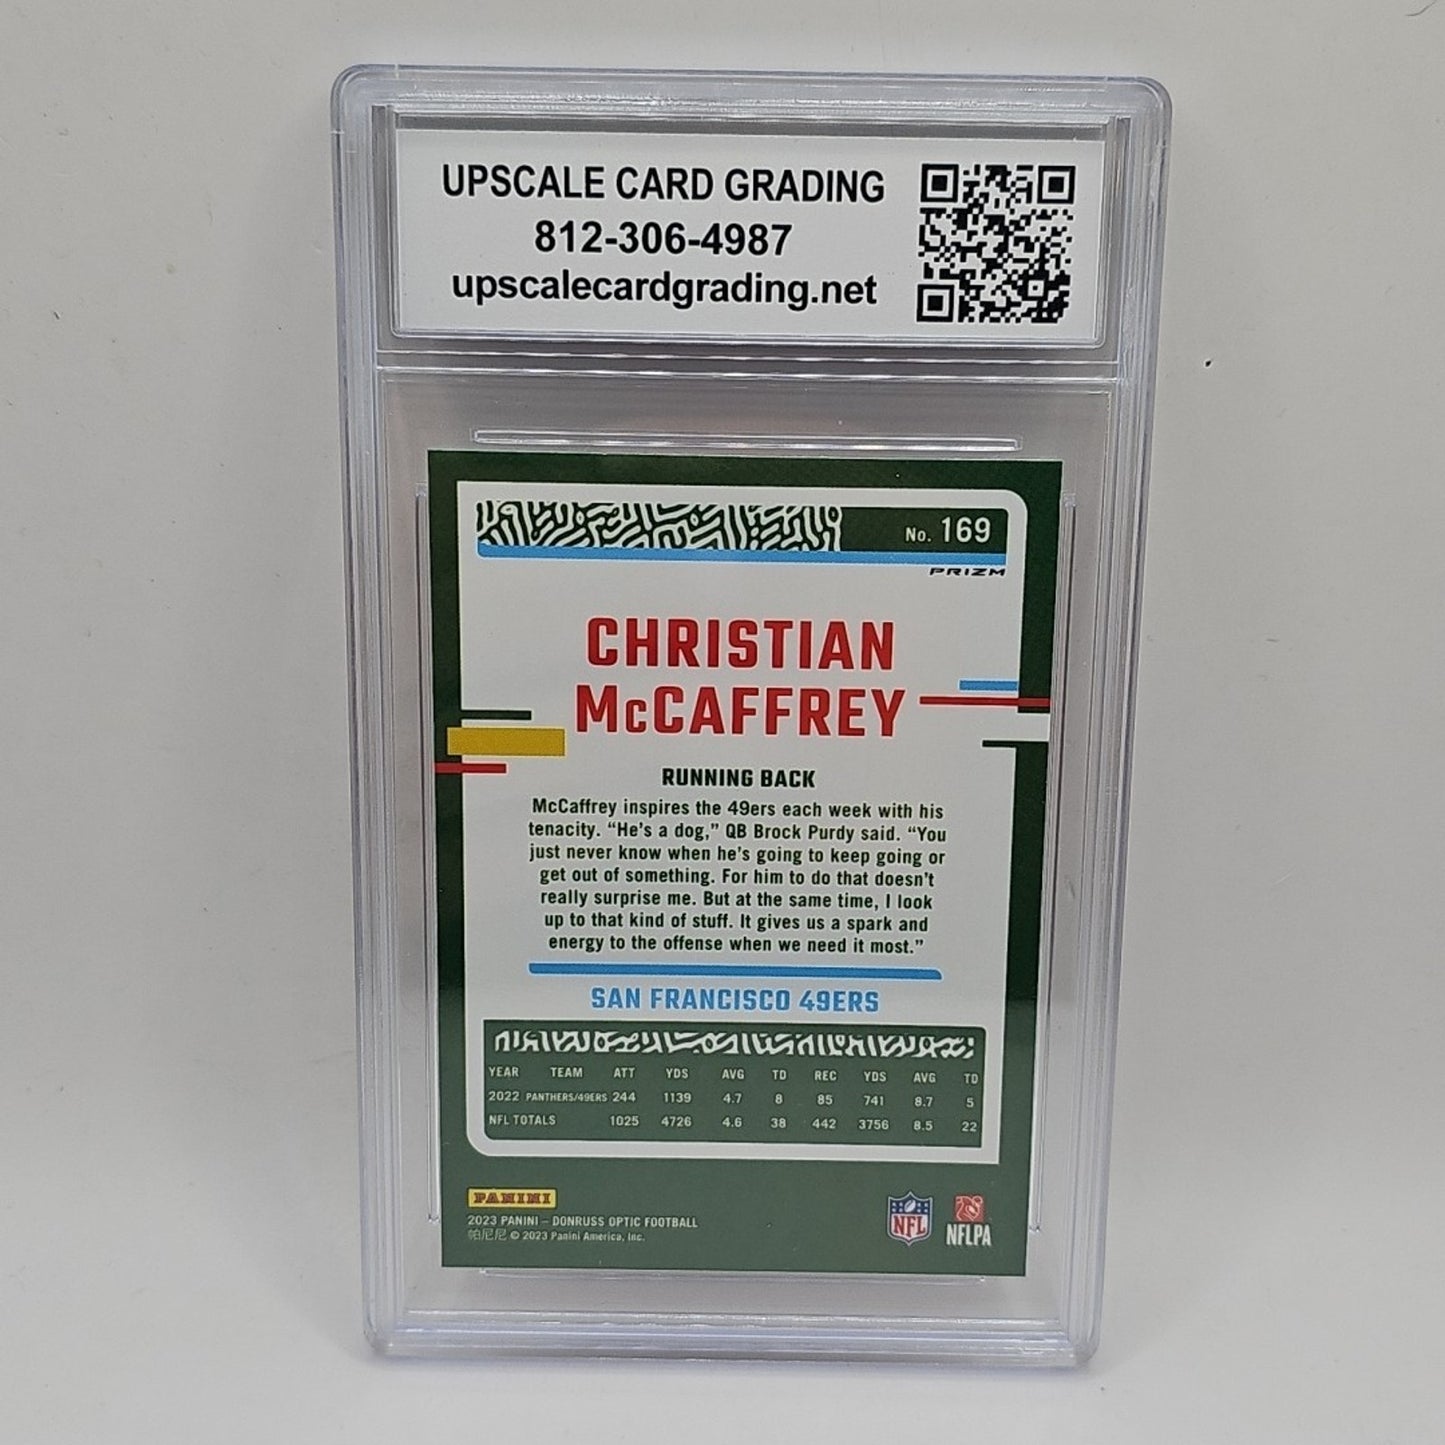 UPSCALE CARD GRADING
812-306-4987
upscalecardgrading.net
No. 169
PRIZM
CHRISTIAN
McCAFFREY
RUNNING BACK
McCaffrey inspires the 49ers each week with his
tenacity. “He’s a dog,” QB Brock Purdy said. “You
just never know when he’s going to keep going or
get out of something. For him to do that doesn’t
really surprise me. But at the same time, I look
up to that kind of stuff. It gives us a spark and
energy to the offense when we need it most.”
SAN FRANCISCO 49ERS
YEAR TEAM ATT YDS AVG TD REC YDS AVG TD
2022 PANTHERS/49ERS 244 1139 4.7 8 85 741 8.7 5
NFL TOTALS 1025 4726 4.6 38 442 3756 8.5 22
PANINI
2023 PANINI – DONRUSS OPTIC FOOTBALL
帕尼尼 © 2023 Panini America, Inc.
NFL
NFLPA